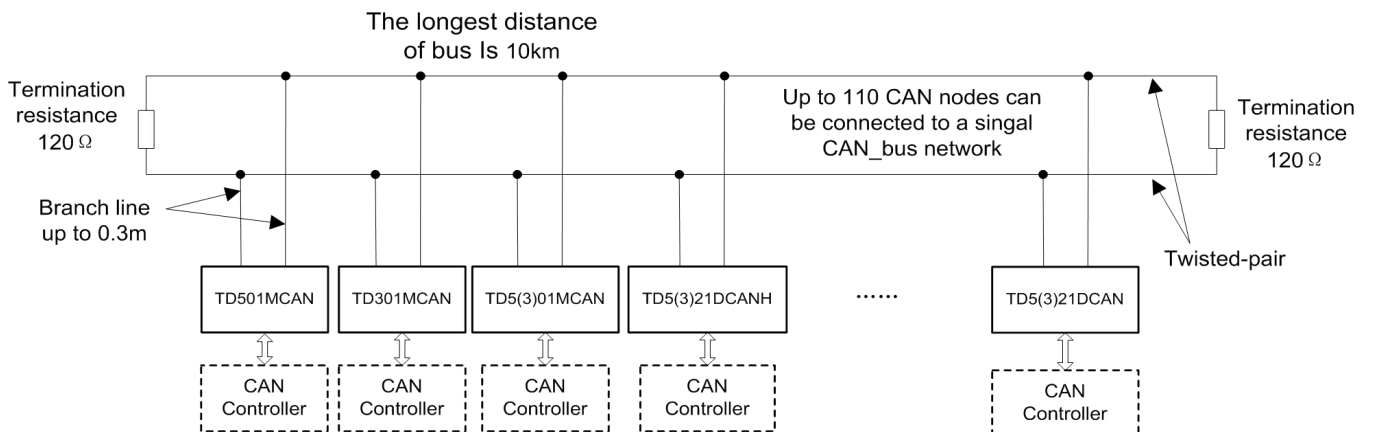 The longest distance
of bus Is 10km
Termination
resistance
120Ω
Up to 110 CAN nodes can
be connected to a singal
CAN_bus network
Termination
resistance
120Ω
Branch line
up to 0.3m
Twisted-pair
TD501MCAN
TD301MCAN
TD5(3)01MCAN
TD5(3)21DCANH
......
TD5(3)21DCAN
CAN
Controller
CAN
Controller
CAN
Controller
CAN
Controller
CAN
Controller